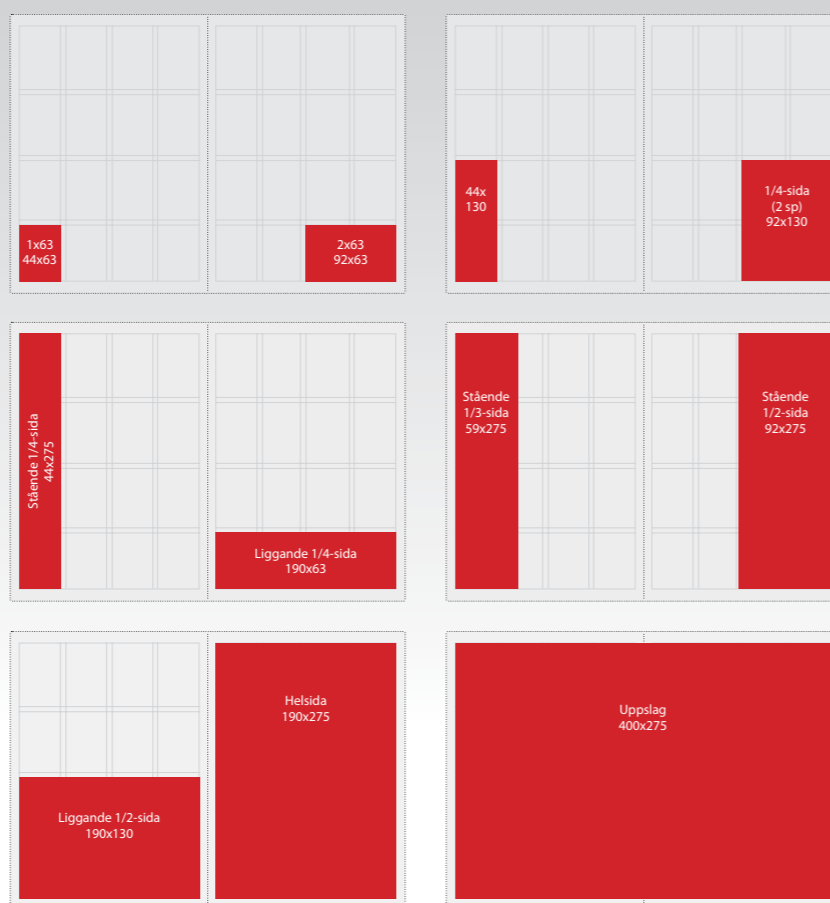 1x63
44x63
2x63
92x63
44x
130
1/4-sida
(2 sp)
92x130
Stående 1/4-sida
44x275
Liggande 1/4-sida
190x63
Stående
1/3-sida
59x275
Stående
1/2-sida
92x275
Liggande 1/2-sida
190x130
Helsida
190x275
Uppslag
400x275